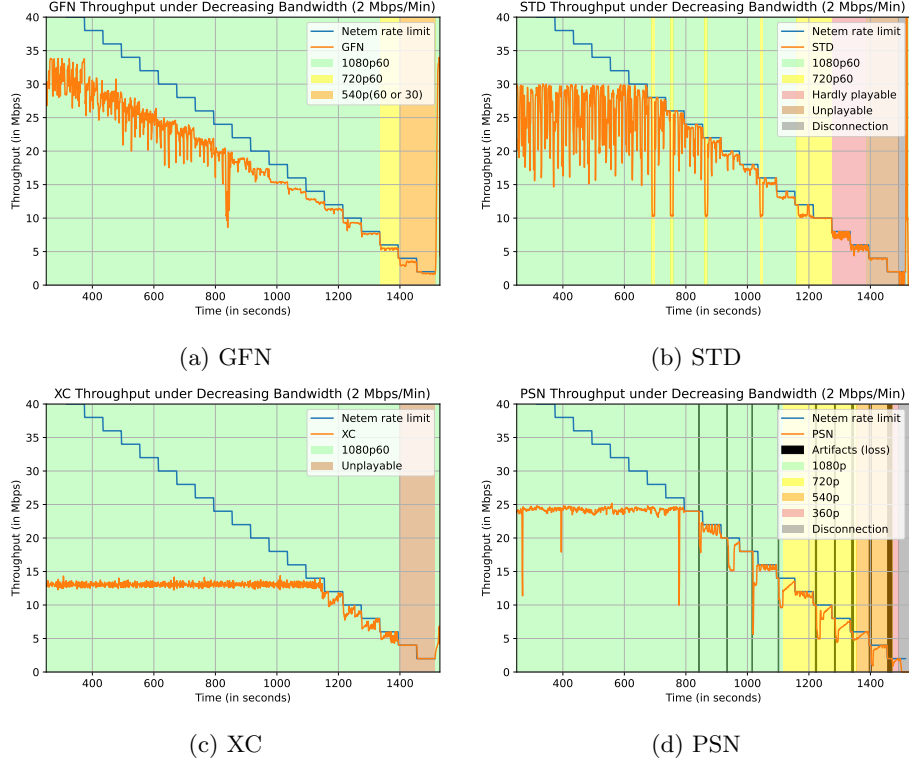 GFN Throughput under Decreasing Bandwidth (2 Mbps/Min)
Throughput (in Mbps)
40
35
30
25
20
15
10
5
0
Netem rate limit
GFN
1080p60
720p60
540p(60 or 30)
400 600 800 1000 1200 1400
Time (in seconds)
(a) GFN
STD Throughput under Decreasing Bandwidth (2 Mbps/Min)
Throughput (in Mbps)
40
35
30
25
20
15
10
5
0
Netem rate limit
STD
1080p60
720p60
Hardly playable
Unplayable
Disconnection
400 600 800 1000 1200 1400
Time (in seconds)
(b) STD
XC Throughput under Decreasing Bandwidth (2 Mbps/Min)
Throughput (in Mbps)
40
35
30
25
20
15
10
5
0
Netem rate limit
XC
1080p60
Unplayable
400 600 800 1000 1200 1400
Time (in seconds)
(c) XC
PSN Throughput under Decreasing Bandwidth (2 Mbps/Min)
Throughput (in Mbps)
40
35
30
25
20
15
10
5
0
Netem rate limit
PSN
Artifacts (loss)
1080p
720p
540p
360p
Disconnection
400 600 800 1000 1200 1400
Time (in seconds)
(d) PSN